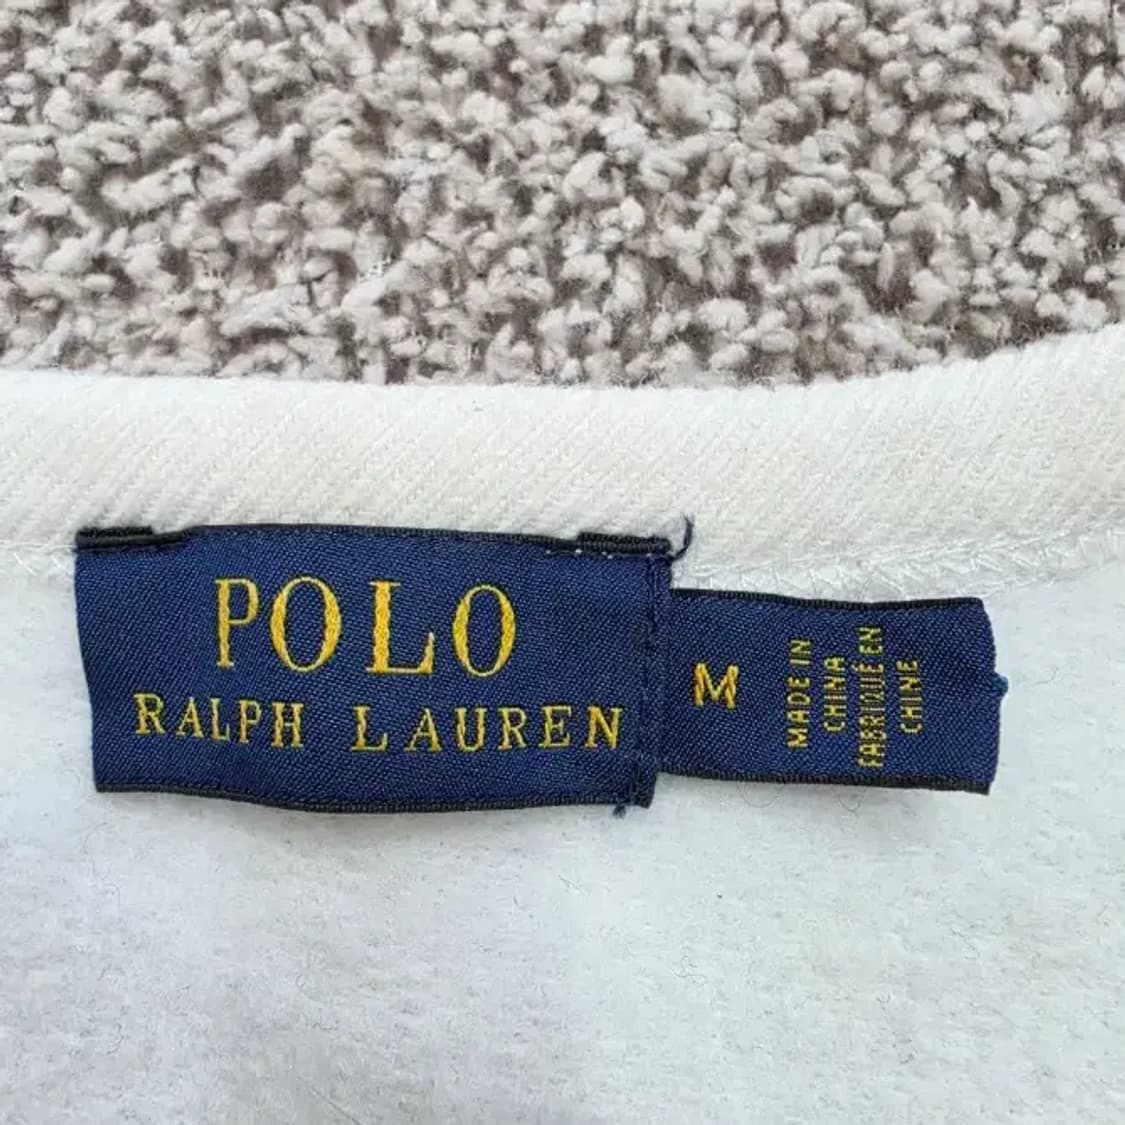 POLO
RALPH LAUREN
M
MADE IN
CHINA
FABRIQUÉ EN
CHINE